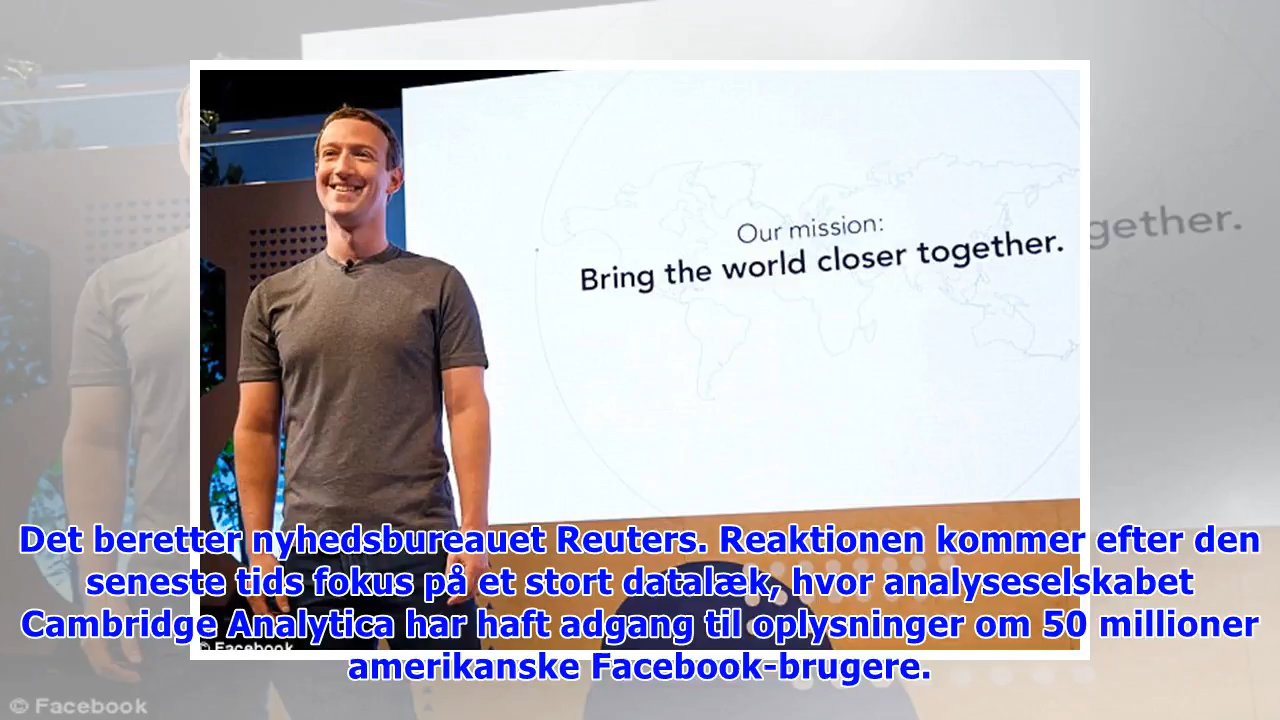 Our mission:
Bring the world closer together.
gether.
Det beretter nyhedsbureauet Reuters. Reaktionen kommer efter den
seneste tids fokus på et stort datalæk, hvor analyseselskabet
Cambridge Analytica har haft adgang til oplysninger om 50 millioner
© Facebook
amerikanske Facebook-brugere.
© Facebook